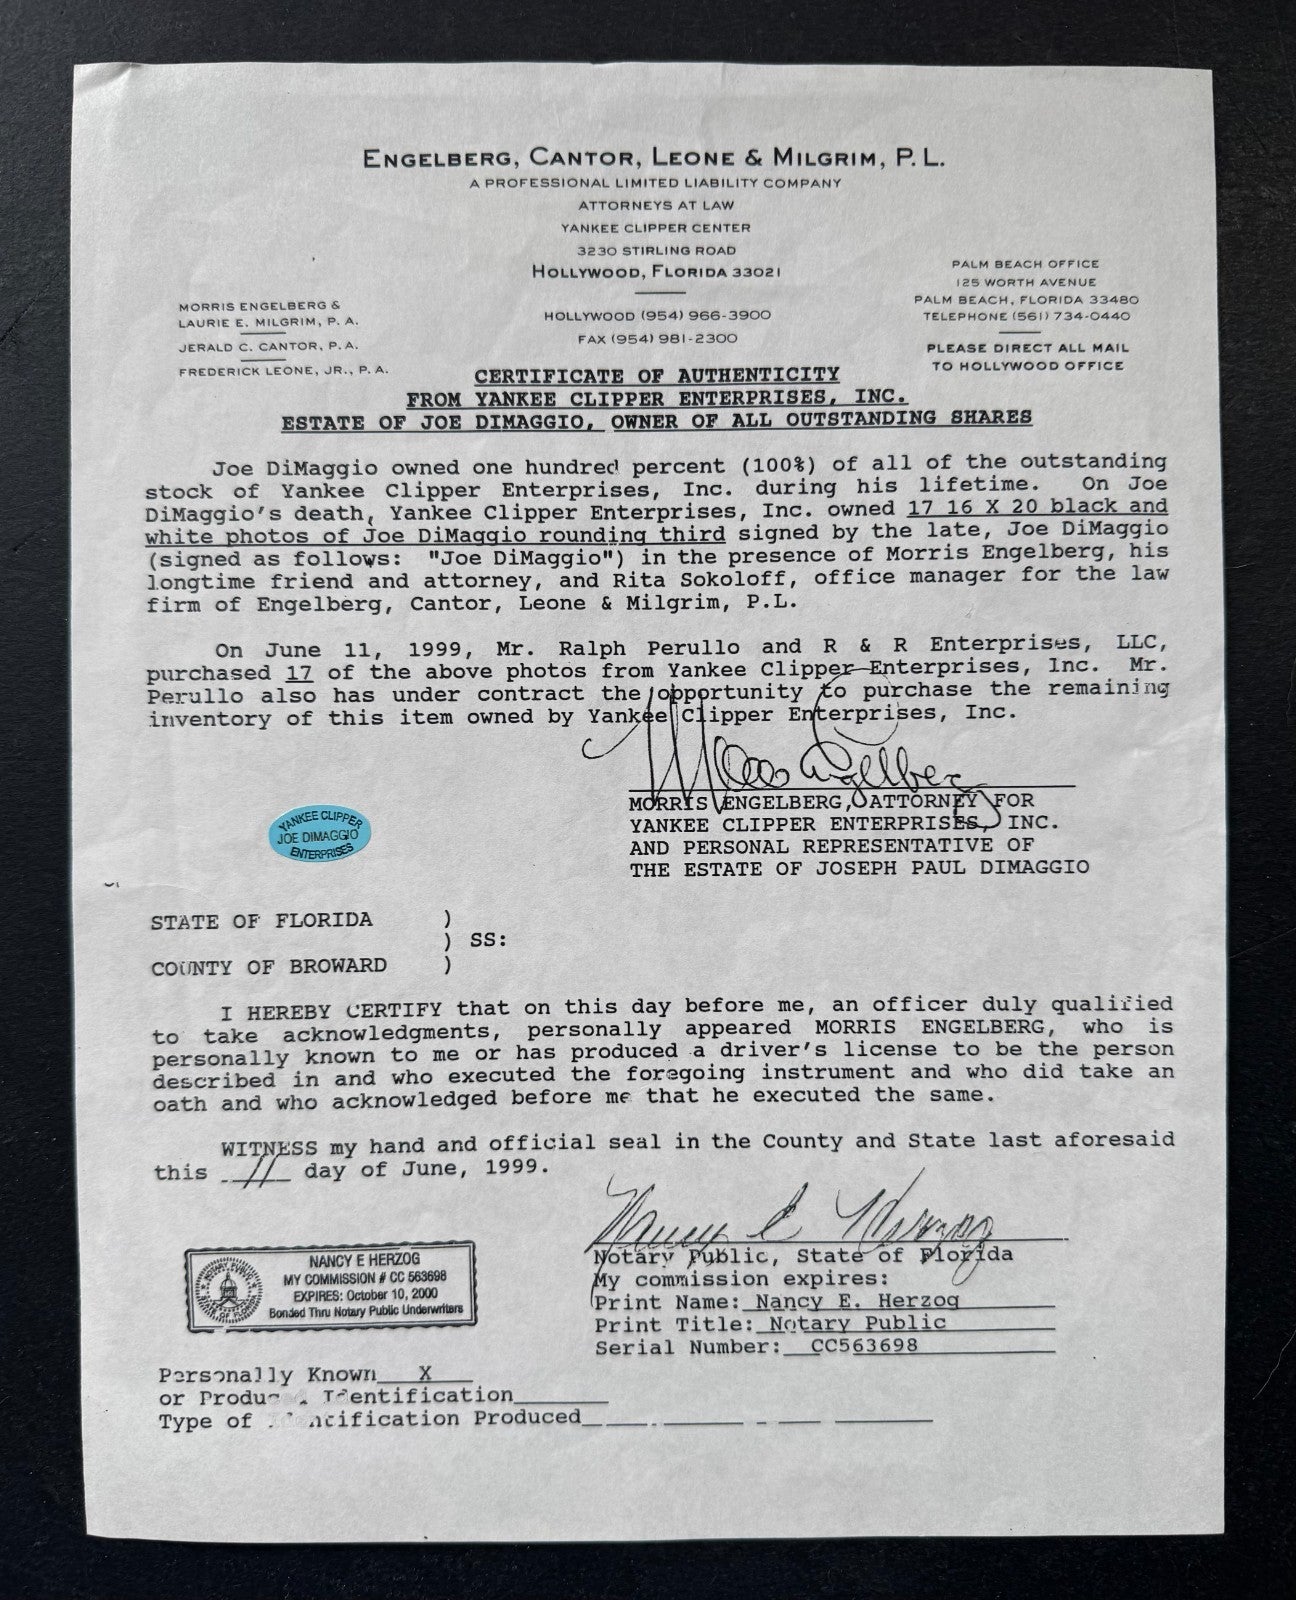 ENGELBERG, CANTOR, LEONE & MILGRIM, P.L.
A PROFESSIONAL LIMITED LIABILITY COMPANY
ATTORNEYS AT LAW
YANKEE CLIPPER CENTER
3230 STIRLING ROAD
HOLLYWOOD, FLORIDA 33021
HOLLYWOOD (954) 966-3900
FAX (954) 981-2300
MORRIS ENGELBERG &
LAURIE E. MILGRIM, P.A.
JERALD C. CANTOR, P.A.
FREDERICK LEONE, JR., P.A.
PALM BEACH OFFICE
125 WORTH AVENUE
PALM BEACH, FLORIDA 33480
TELEPHONE (561) 734-0440
PLEASE DIRECT ALL MAIL
TO HOLLYWOOD OFFICE
CERTIFICATE OF AUTHENTICITY
FROM YANKEE CLIPPER ENTERPRISES, INC.
ESTATE OF JOE DIMAGGIO, OWNER OF ALL OUTSTANDING SHARES
Joe DiMaggio owned one hundred percent (100%) of all of the outstanding
stock of Yankee Clipper Enterprises, Inc. during his lifetime. On Joe
DiMaggio's death, Yankee Clipper Enterprises, Inc. owned 17 16 X 20 black and
white photos of Joe DiMaggio rounding third signed by the late, Joe DiMaggio
(signed as follows: "Joe DiMaggio") in the presence of Morris Engelberg, his
longtime friend and attorney, and Rita Sokoloff, office manager for the law
firm of Engelberg, Cantor, Leone & Milgrim, P.L.
On June 11, 1999, Mr. Ralph Perullo and R & R Enterprises, LLC,
purchased 17 of the above photos from Yankee Clipper Enterprises, Inc. Mr.
Perullo also has under contract the opportunity to purchase the remaining
inventory of this item owned by Yankee Clipper Enterprises, Inc.
Morris Engelberg
MORRIS ENGELBERG, ATTORNEY FOR
YANKEE CLIPPER ENTERPRISES, INC.
AND PERSONAL REPRESENTATIVE OF
THE ESTATE OF JOSEPH PAUL DIMAGGIO
YANKEE CLIPPER
JOE DIMAGGIO
ENTERPRISES
STATE OF FLORIDA )
) SS:
COUNTY OF BROWARD )
I HEREBY CERTIFY that on this day before me, an officer duly qualified
to take acknowledgments, personally appeared MORRIS ENGELBERG, who is
personally known to me or has produced a driver's license to be the person
described in and who executed the foregoing instrument and who did take an
oath and who acknowledged before me that he executed the same.
WITNESS my hand and official seal in the County and State last aforesaid
this 11 day of June, 1999.
Nancy E Herzog
Notary Public, State of Florida
My commission expires:
Print Name: Nancy E. Herzog
Print Title: Notary Public
Serial Number: CC563698
NANCY E HERZOG
MY COMMISSION # CC 563698
EXPIRES: October 10, 2000
Bonded Thru Notary Public Underwriters
Personally Known X
or Produced Identification
Type of Identification Produced